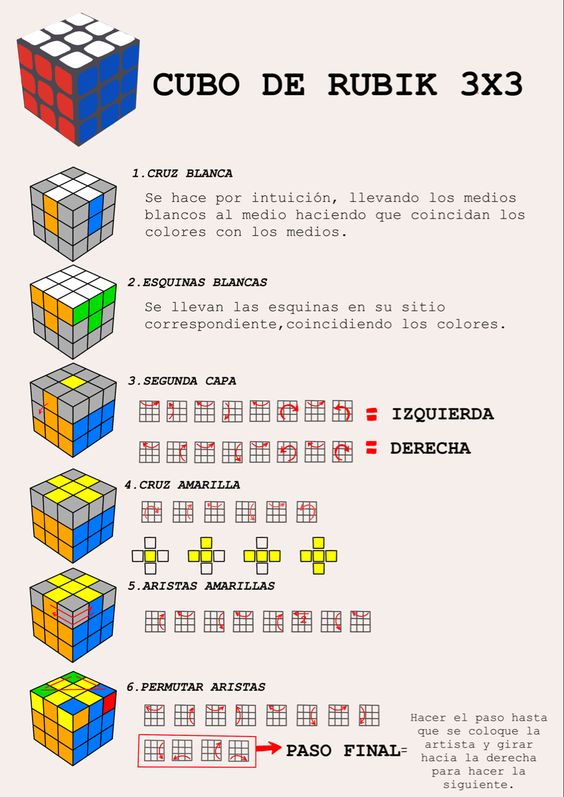 CUBO DE RUBIK 3X3
1.CRUZ BLANCA
Se hace por intuición, llevando los medios
blancos al medio haciendo que coincidan los
colores con los medios.
2.ESQUINAS BLANCAS
Se llevan las esquinas en su sitio
correspondiente,coincidiendo los colores.
3.SEGUNDA CAPA
= IZQUIERDA
= DERECHA
4.CRUZ AMARILLA
5.ARISTAS AMARILLAS
2
6.PERMUTAR ARISTAS
PASO FINAL=
Hacer el paso hasta
que se coloque la
artista y girar
hacia la derecha
para hacer la
siguiente.